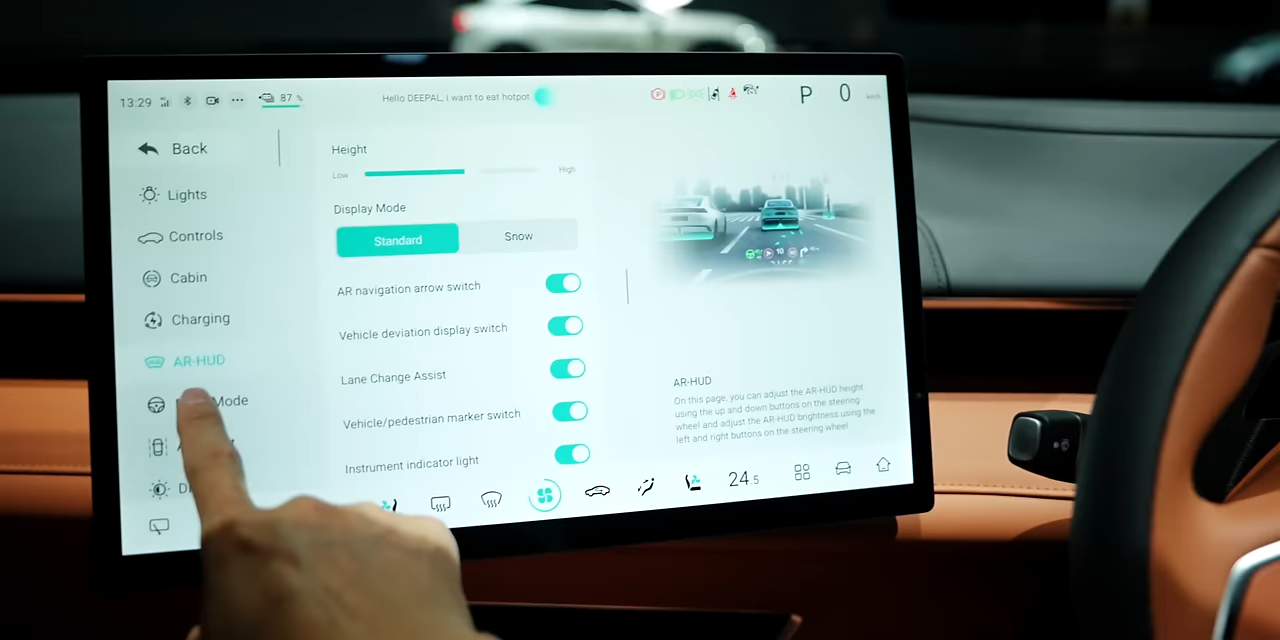 13:29
87 %
Hello DEEPAL, I want to eat hotpot
P 0
km/h
Back
Lights
Controls
Cabin
Charging
AR-HUD
Mode
Height
Low
High
Display Mode
Standard
Snow
AR navigation arrow switch
Vehicle deviation display switch
Lane Change Assist
Vehicle/pedestrian marker switch
Instrument indicator light
10
AR-HUD
On this page, you can adjust the AR-HUD height
using the up and down buttons on the steering
wheel and adjust the AR-HUD brightness using the
left and right buttons on the steering wheel
24.5